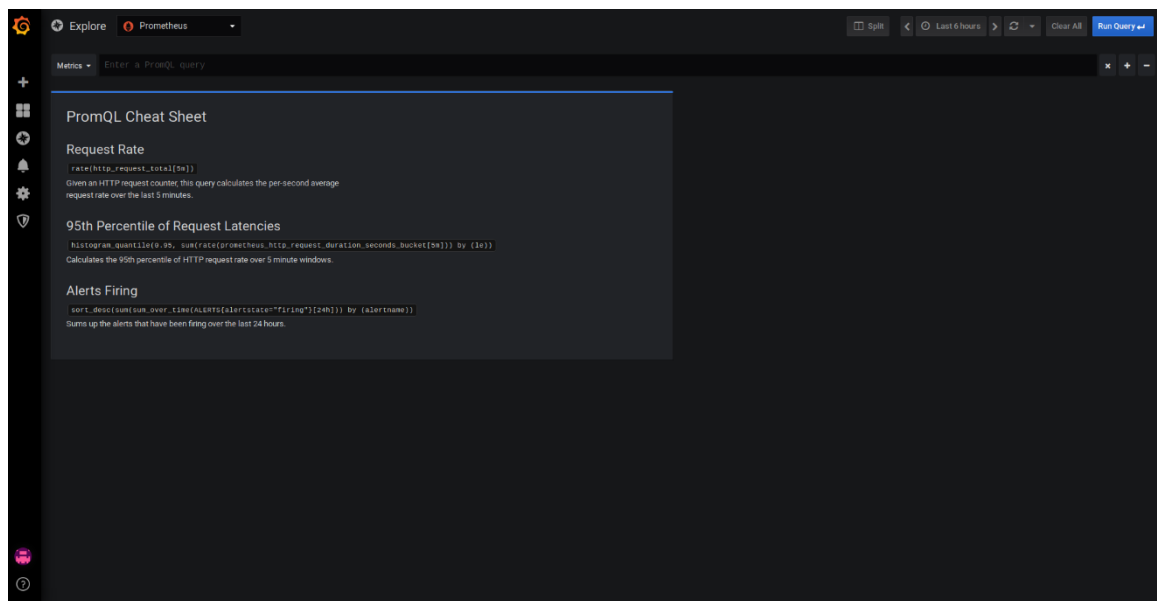 Explore Prometheus Split Last 6 hours Clear All Run Query
Metrics Enter a PromQL query
PromQL Cheat Sheet
Request Rate
rate(http_request_total[5m])
Given an HTTP request counter, this query calculates the per-second average
request rate over the last 5 minutes.
95th Percentile of Request Latencies
histogram_quantile(0.95, sum(rate(prometheus_http_request_duration_seconds_bucket[5m])) by (le))
Calculates the 95th percentile of HTTP request rate over 5 minute windows.
Alerts Firing
sort_desc(sum(sum_over_time(ALERTS{alertstate="firing"}[24h])) by (alertname))
Sums up the alerts that have been firing over the last 24 hours.